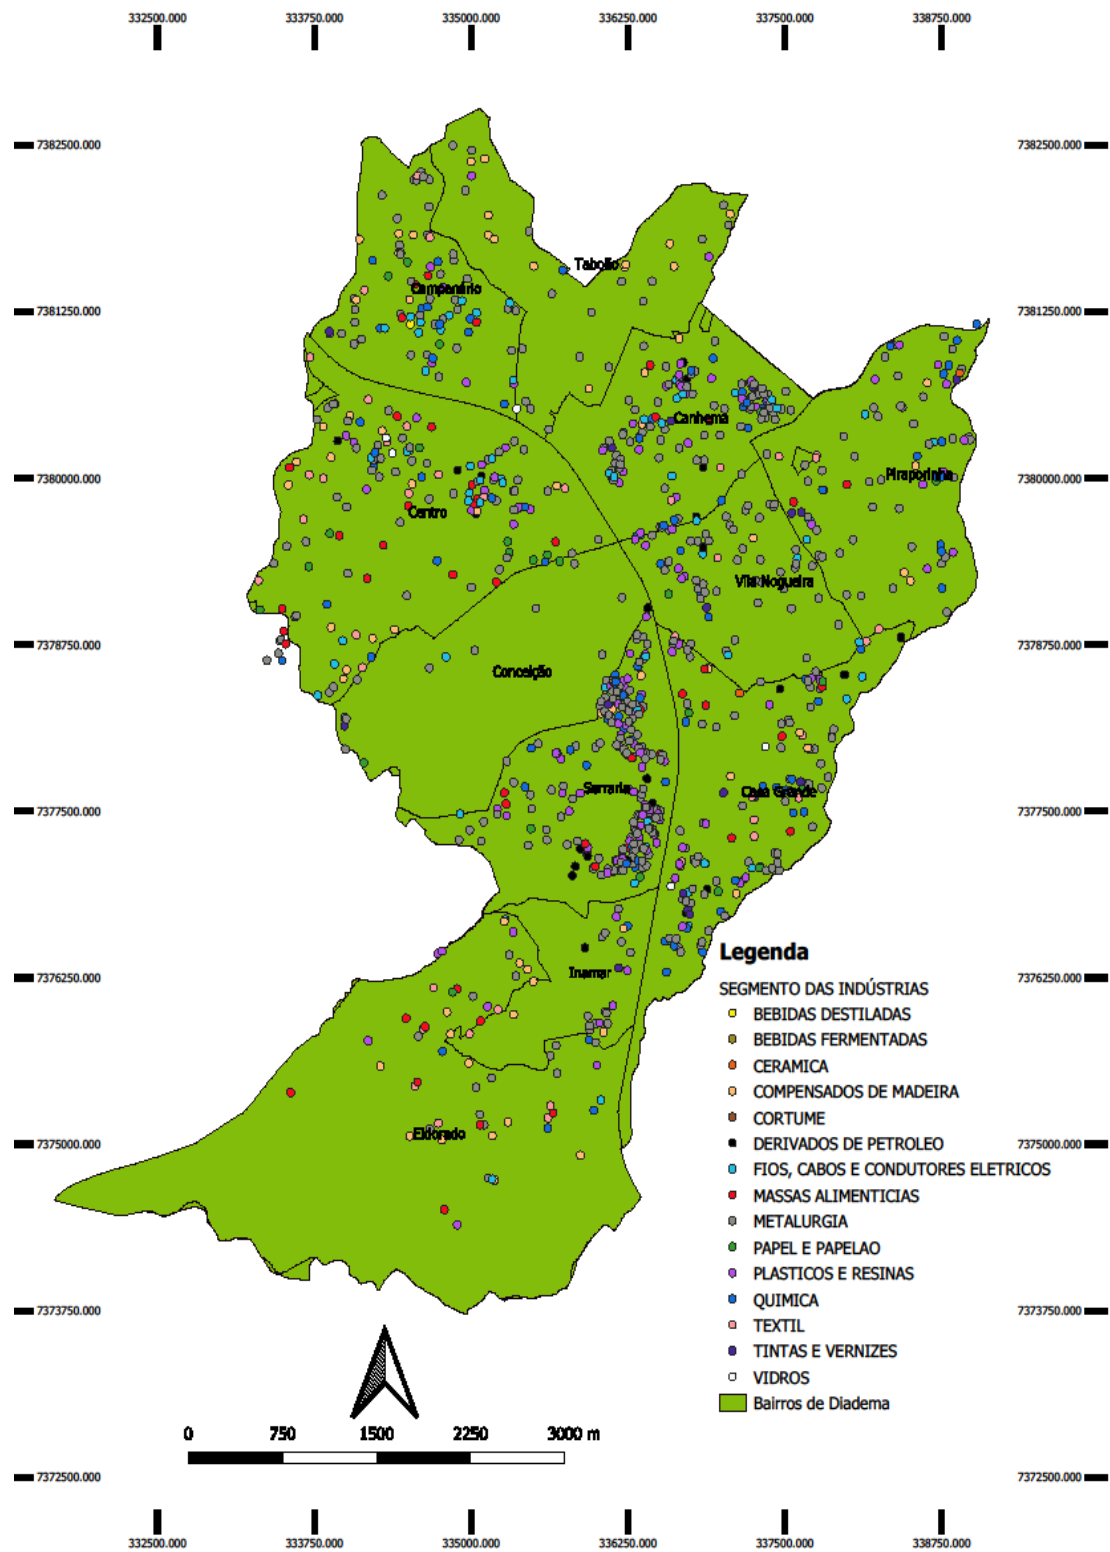 332500.000 333750.000 335000.000 336250.000 337500.000 338750.000
7382500.000 7382500.000
Tabolão
Campanário
7381250.000 7381250.000
Canhema
Piraporinha
7380000.000 7380000.000
Centro
Vila Nogueira
7378750.000 7378750.000
Conceição
Serraria
Casa Grande
7377500.000 7377500.000
Legenda
Inamar
7376250.000 7376250.000
SEGMENTO DAS INDÚSTRIAS
BEBIDAS DESTILADAS
BEBIDAS FERMENTADAS
CERAMICA
COMPENSADOS DE MADEIRA
CORTUME
Eldorado
DERIVADOS DE PETROLEO
7375000.000 7375000.000
FIOS, CABOS E CONDUTORES ELETRICOS
MASSAS ALIMENTICIAS
METALURGIA
PAPEL E PAPELAO
PLASTICOS E RESINAS
QUIMICA
7373750.000 7373750.000
TEXTIL
TINTAS E VERNIZES
VIDROS
Bairros de Diadema
0 750 1500 2250 3000 m
7372500.000 7372500.000
332500.000 333750.000 335000.000 336250.000 337500.000 338750.000